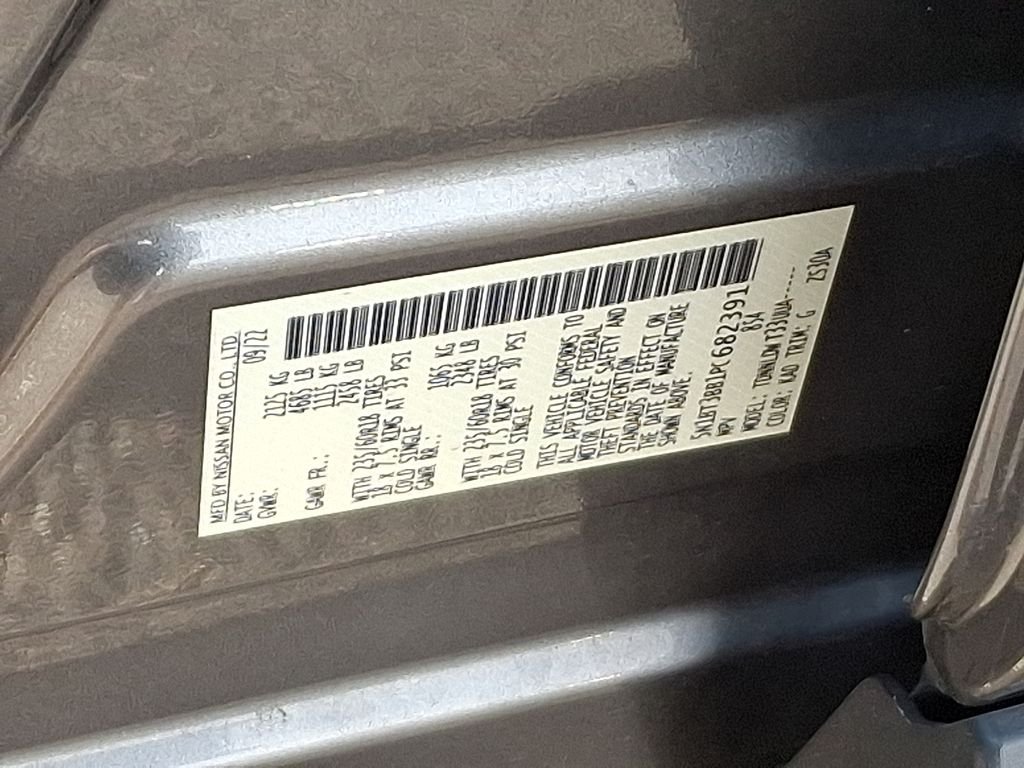 MFD BY NISSAN MOTOR CO., LTD.
DATE: 09/22
GVWR: 2125 KG
4685 LB
GAWR FR.: 1115 KG
2458 LB
WITH 235/60R18 TIRES
18 x 7.5 RIMS AT 33 PSI
COLD SINGLE
GAWR RR.: 1065 KG
2348 LB
WITH 235/60R18 TIRES
18 x 7.5 RIMS AT 30 PSI
COLD SINGLE
THIS VEHICLE CONFORMS TO
ALL APPLICABLE FEDERAL
MOTOR VEHICLE SAFETY AND
THEFT PREVENTION
STANDARDS IN EFFECT ON
THE DATE OF MANUFACTURE
SHOWN ABOVE.
5N1BT3BB1PC682391
MPV 834
MODEL:
COLOR: KAD TRIM: G ZS30A